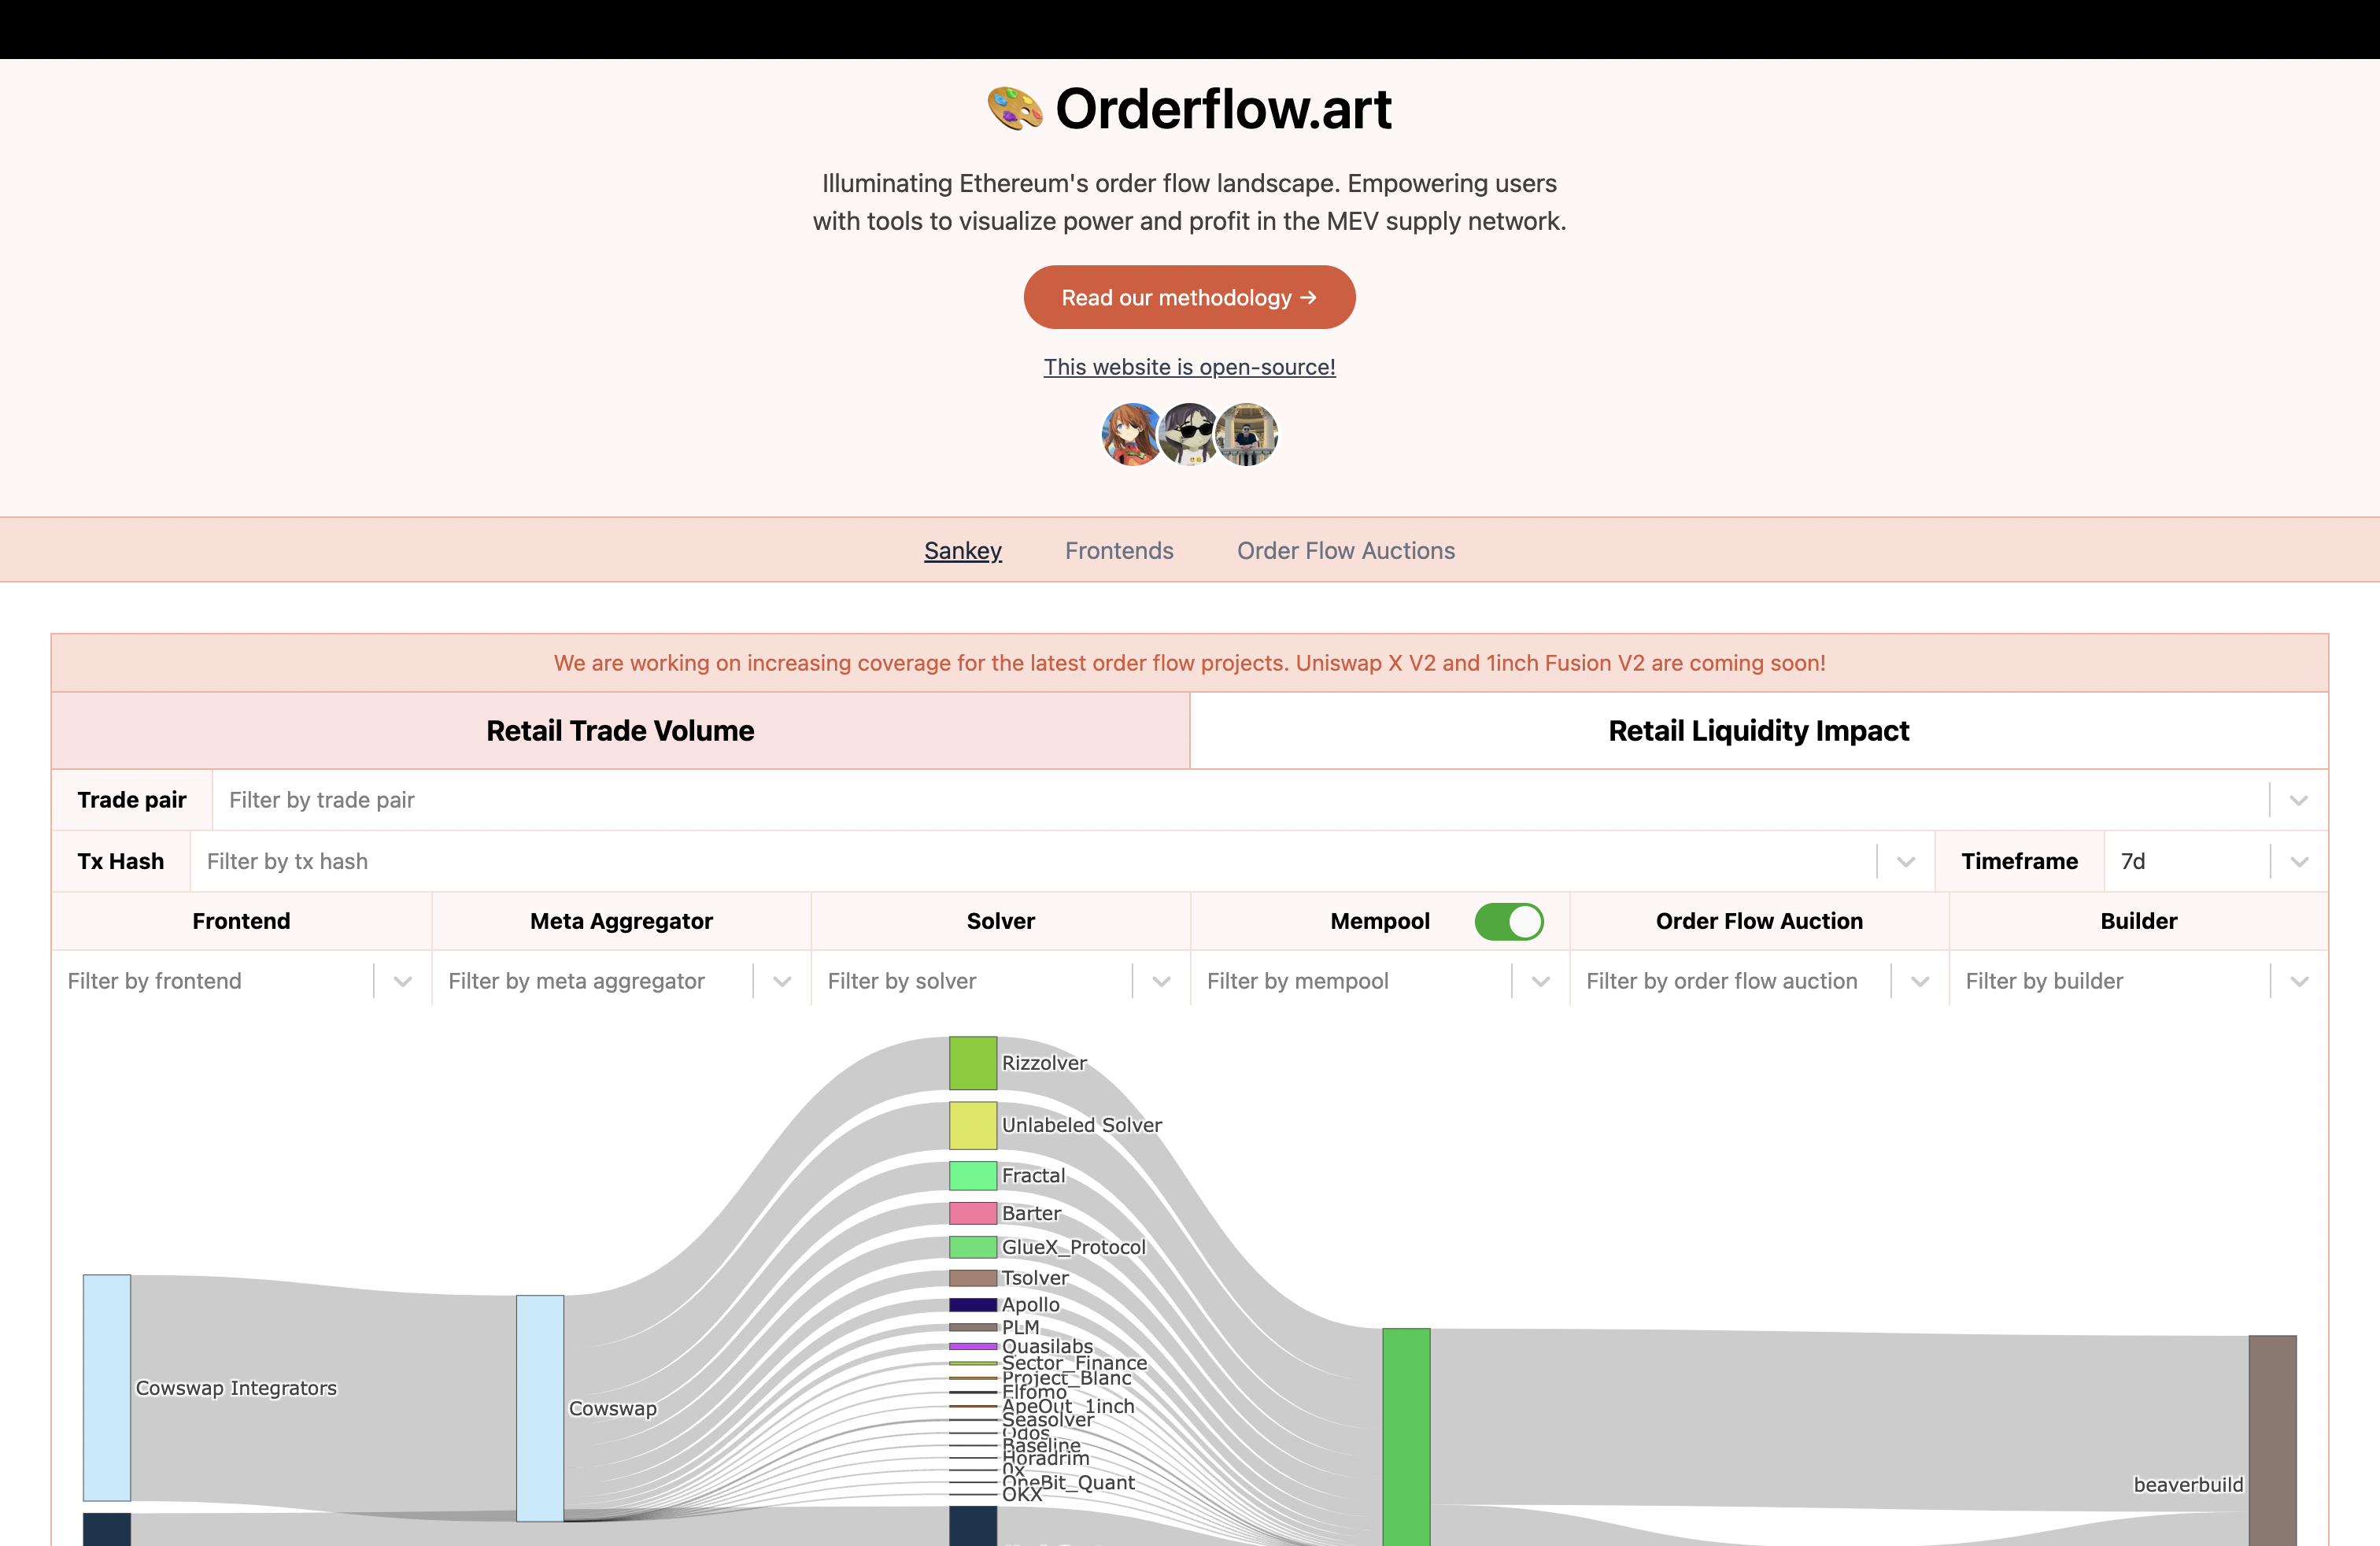 Orderflow.art
Illuminating Ethereum's order flow landscape. Empowering users
with tools to visualize power and profit in the MEV supply network.
Read our methodology →
This website is open-source!
Sankey
Frontends
Order Flow Auctions
We are working on increasing coverage for the latest order flow projects. Uniswap X V2 and 1inch Fusion V2 are coming soon!
Retail Trade Volume
Retail Liquidity Impact
Trade pair
Filter by trade pair
Tx Hash
Filter by tx hash
Timeframe
7d
Frontend
Meta Aggregator
Solver
Mempool
Order Flow Auction
Builder
Filter by frontend
Filter by meta aggregator
Filter by solver
Filter by mempool
Filter by order flow auction
Filter by builder
Rizzolver
Unlabeled Solver
Fractal
Barter
GlueX_Protocol
Tsolver
Apollo
PLM
Quasilabs
Sector_Finance
Project_Blanc
Elfomo
ApeOut_1inch
Seasolver
Odos
Baseline
Horadrim
0x
OneBit_Quant
OKX
Cowswap Integrators
Cowswap
beaverbuild